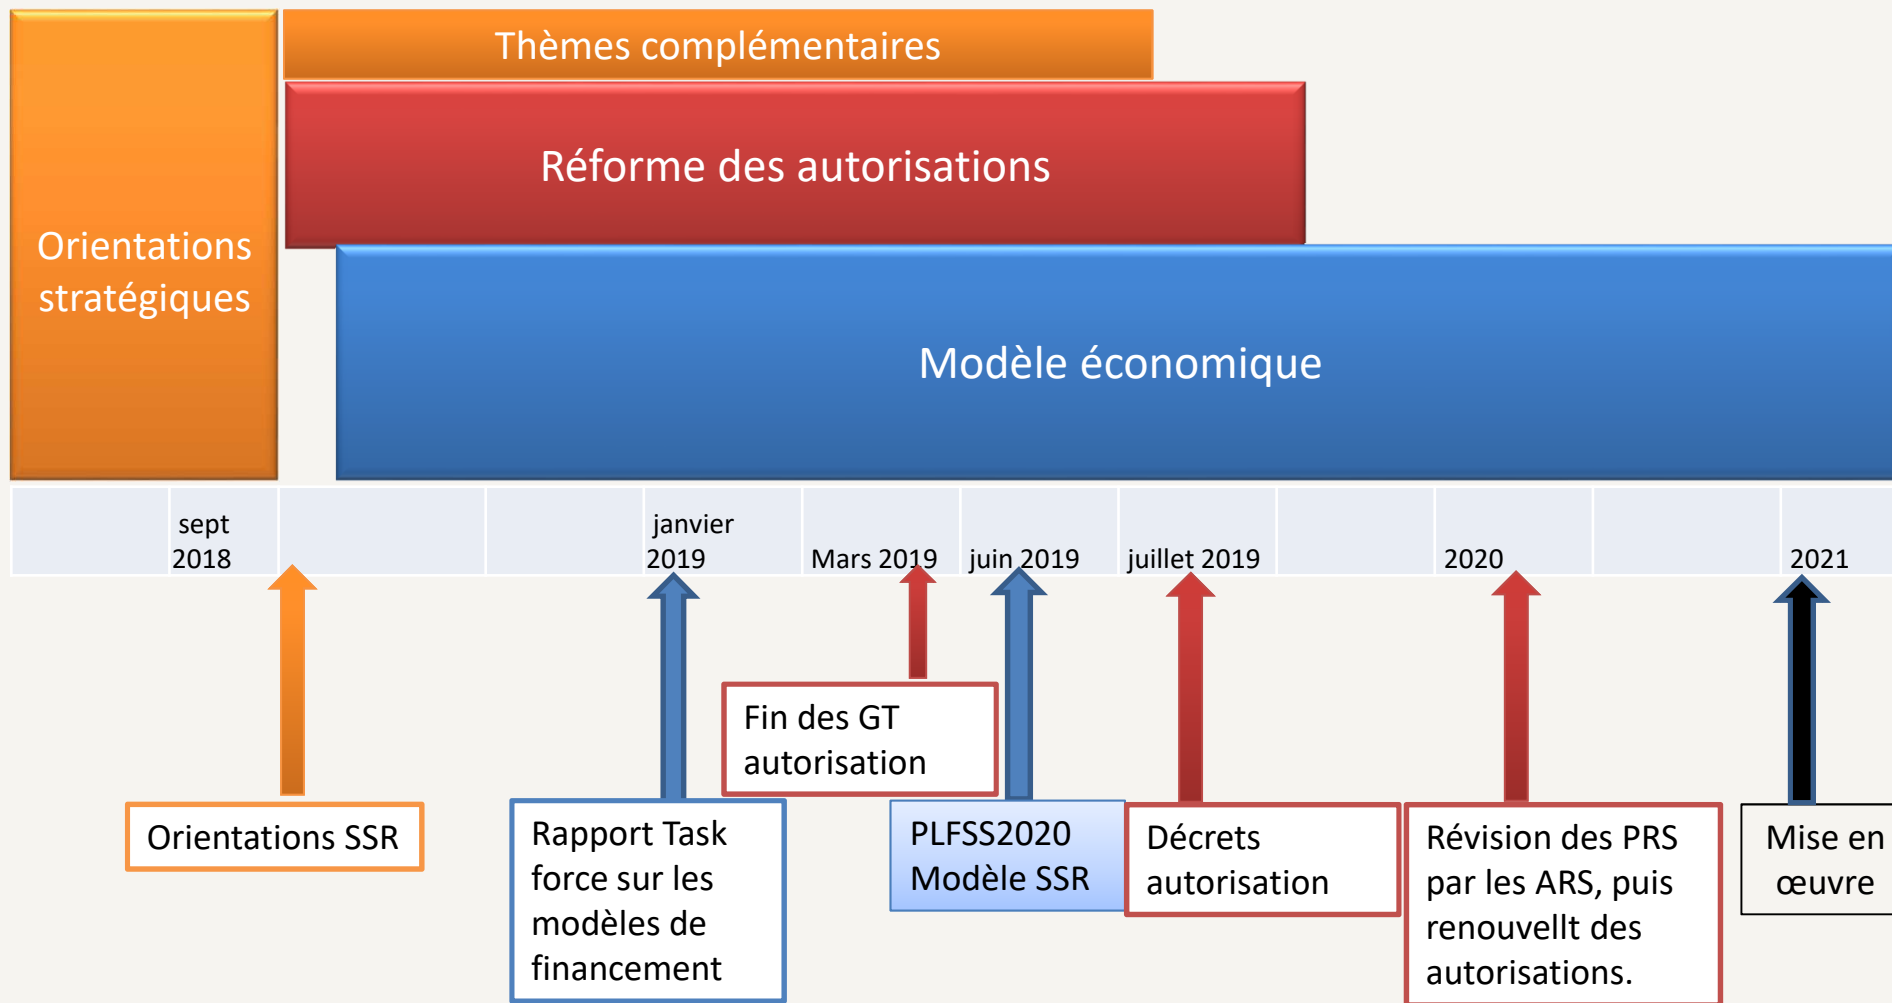 Thèmes complémentaires
Réforme des autorisations
Orientations
stratégiques
Modèle économique
sept
2018
janvier
2019
Mars 2019
juin 2019
juillet 2019
2020
2021
Fin des GT
autorisation
Orientations SSR
Rapport Task
force sur les
modèles de
financement
PLFSS2020
Modèle SSR
Décrets
autorisation
Révision des PRS
par les ARS, puis
renouvellt des
autorisations.
Mise en
œuvre